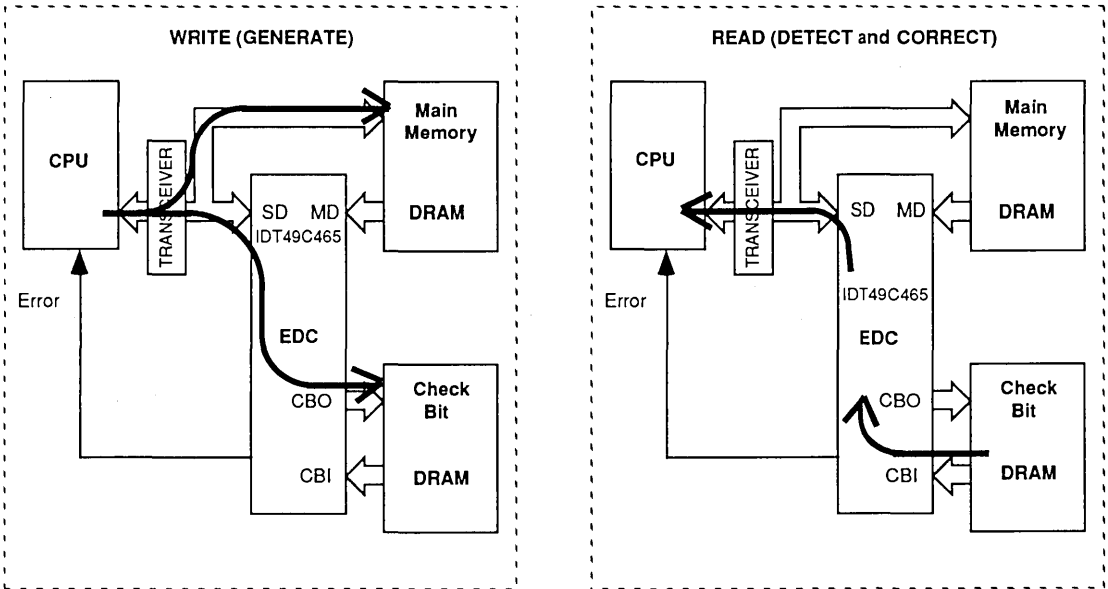 WRITE (GENERATE)
CPU
TRANSCEIVER
Main
Memory
DRAM
SD MD
IDT49C465
EDC
CBO
CBI
Error
Check
Bit
DRAM
READ (DETECT and CORRECT)
CPU
TRANSCEIVER
Main
Memory
DRAM
SD MD
IDT49C465
EDC
CBO
CBI
Error
Check
Bit
DRAM